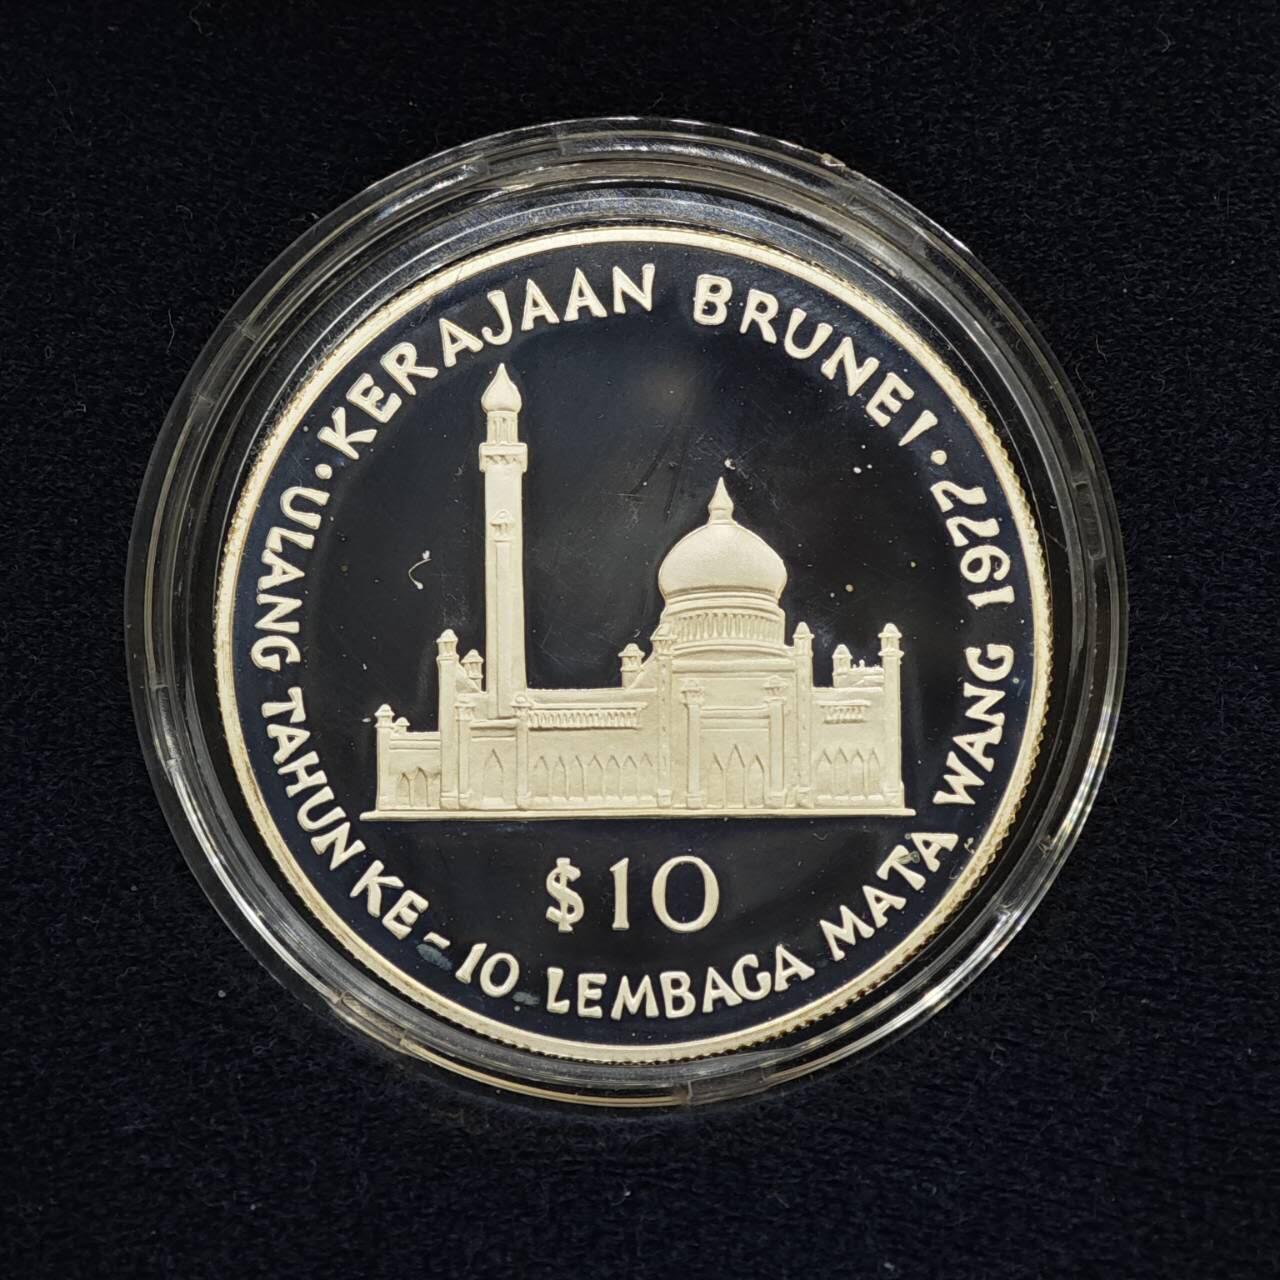 KERAJAAN BRUNEI · 1977
ULANG TAHUN KE - 10 LEMBAGA MATA WANG
$10